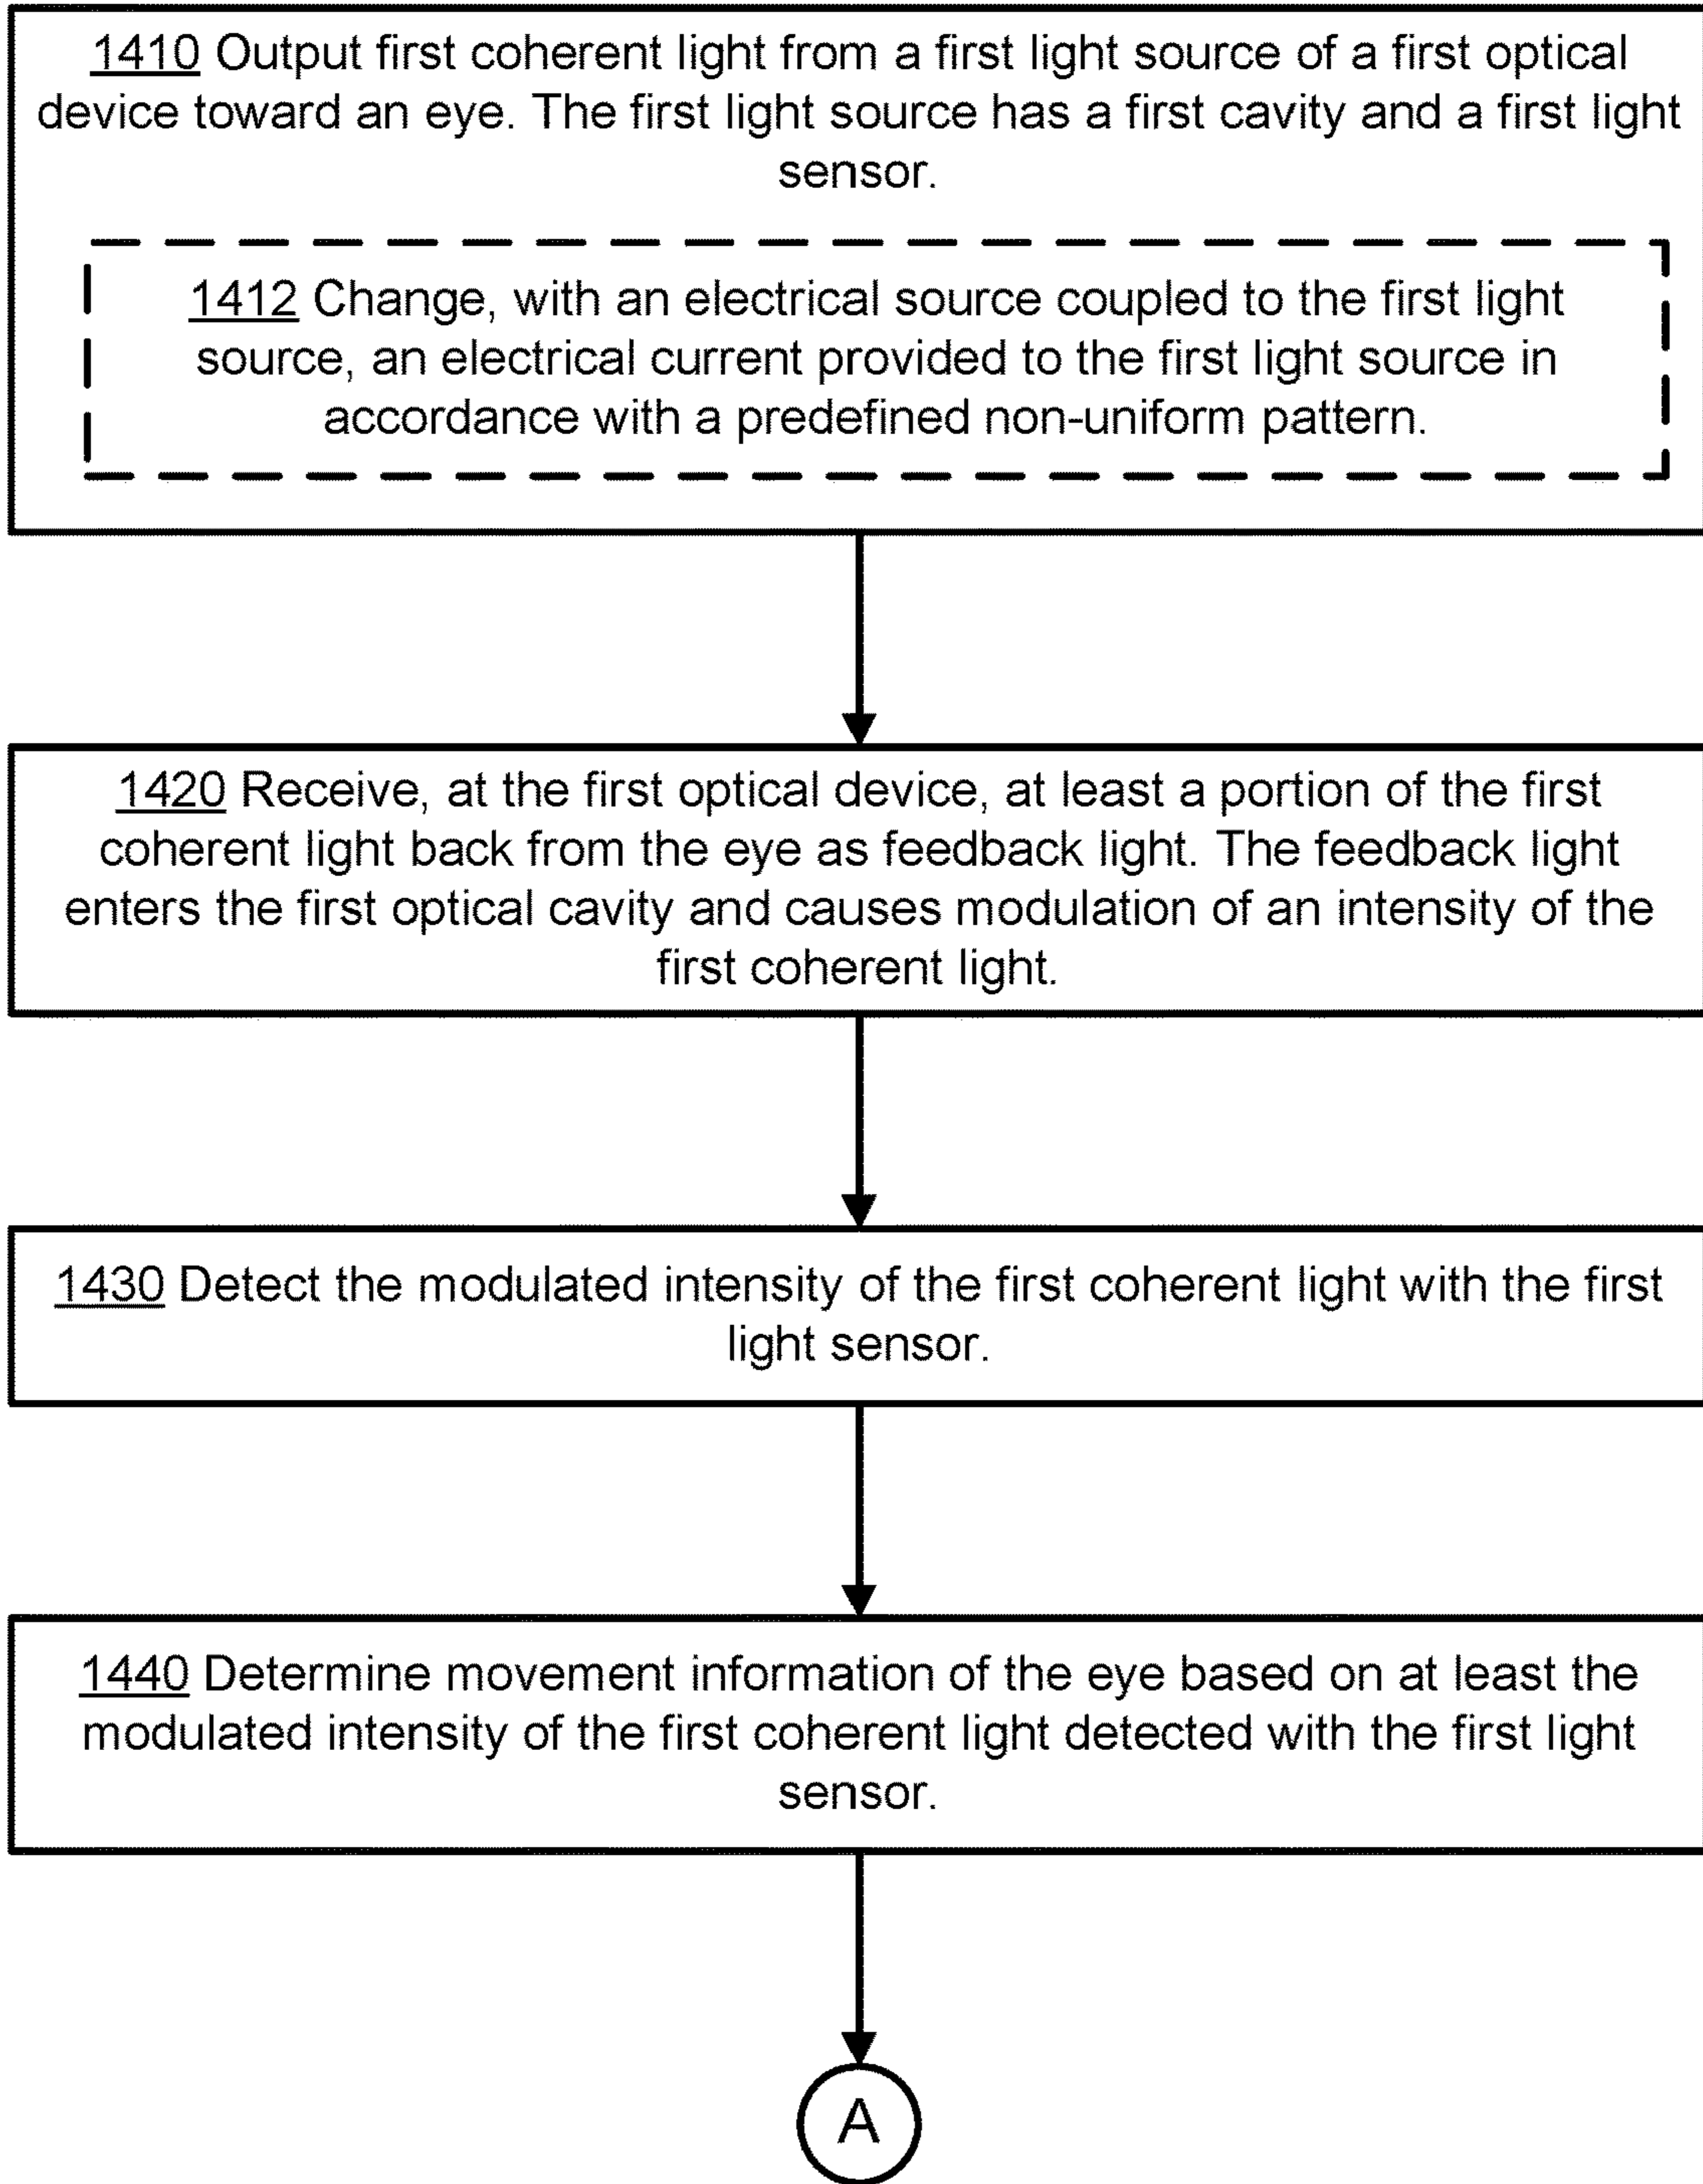 1410 Output first coherent light from a first light source of a first optical
device toward an eye. The first light source has a first cavity and a first light
sensor.
1412 Change, with an electrical source coupled to the first light
source, an electrical current provided to the first light source in
accordance with a predefined non-uniform pattern.
1420 Receive, at the first optical device, at least a portion of the first
coherent light back from the eye as feedback light. The feedback light
enters the first optical cavity and causes modulation of an intensity of the
first coherent light.
1430 Detect the modulated intensity of the first coherent light with the first
light sensor.
1440 Determine movement information of the eye based on at least the
modulated intensity of the first coherent light detected with the first light
sensor.
A